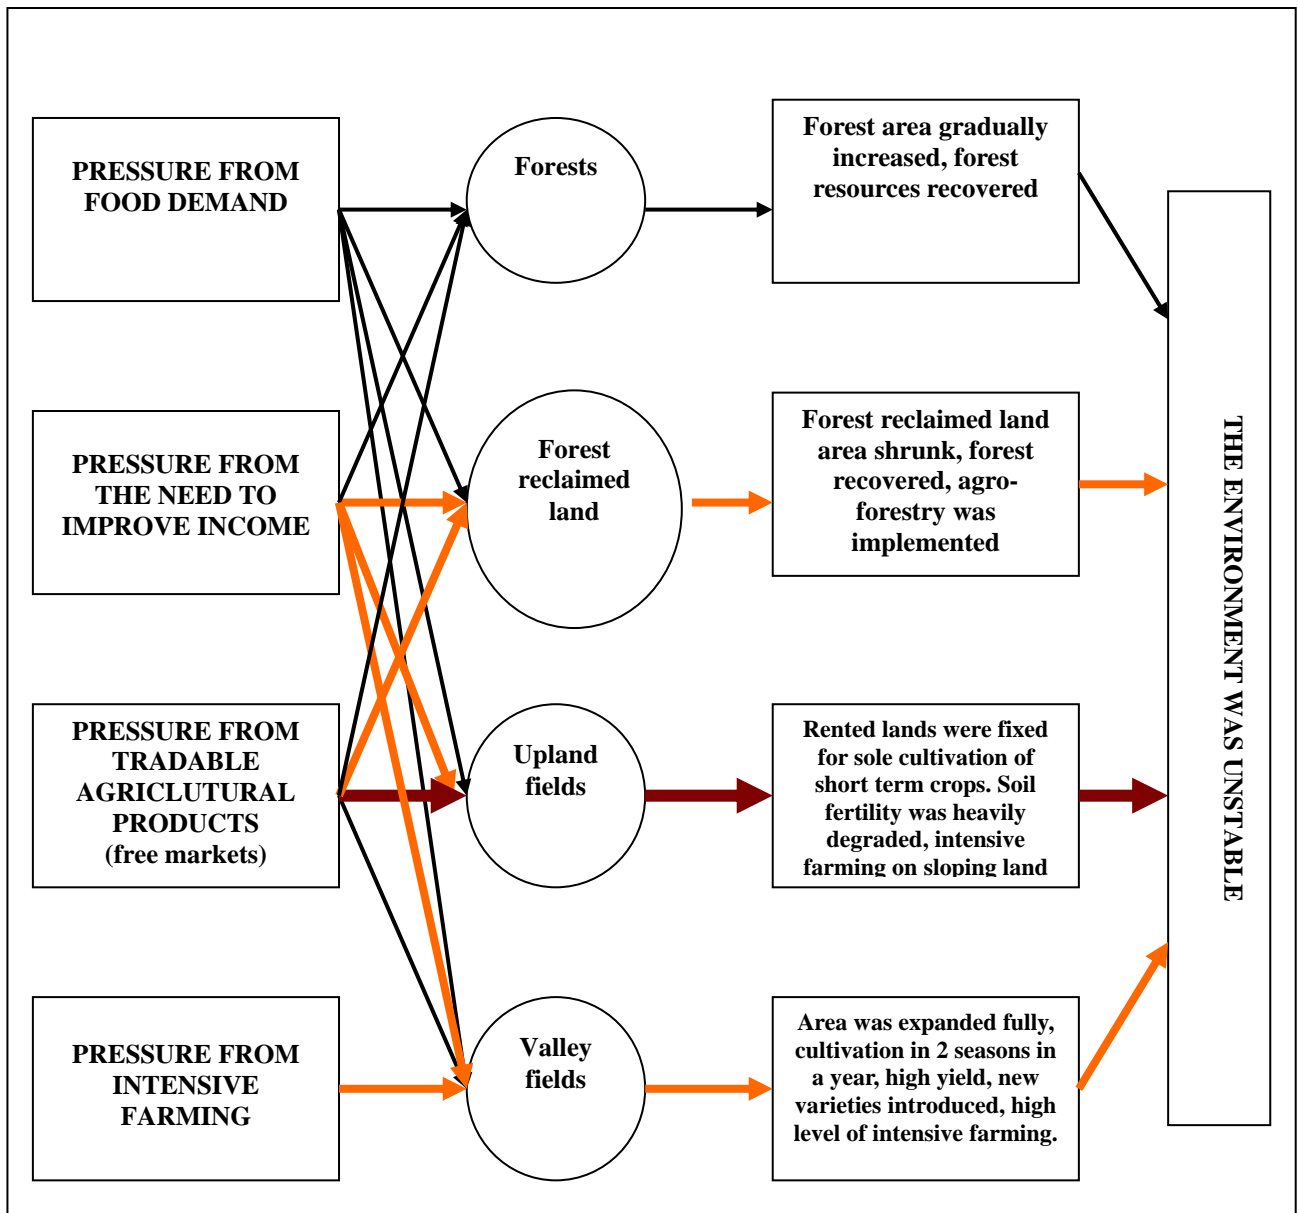 PRESSURE FROM
FOOD DEMAND
Forests
Forest area gradually
increased, forest
resources recovered
PRESSURE FROM
THE NEED TO
IMPROVE INCOME
Forest
reclaimed
land
Forest reclaimed land
area shrunk, forest
recovered, agro-
forestry was
implemented
PRESSURE FROM
TRADABLE
AGRICLUTURAL
PRODUCTS
(free markets)
Upland
fields
Rented lands were fixed
for sole cultivation of
short term crops. Soil
fertility was heavily
degraded, intensive
farming on sloping land
PRESSURE FROM
INTENSIVE
FARMING
Valley
fields
Area was expanded fully,
cultivation in 2 seasons in
a year, high yield, new
varieties introduced, high
level of intensive farming.
THE ENVIRONMENT WAS UNSTABLE